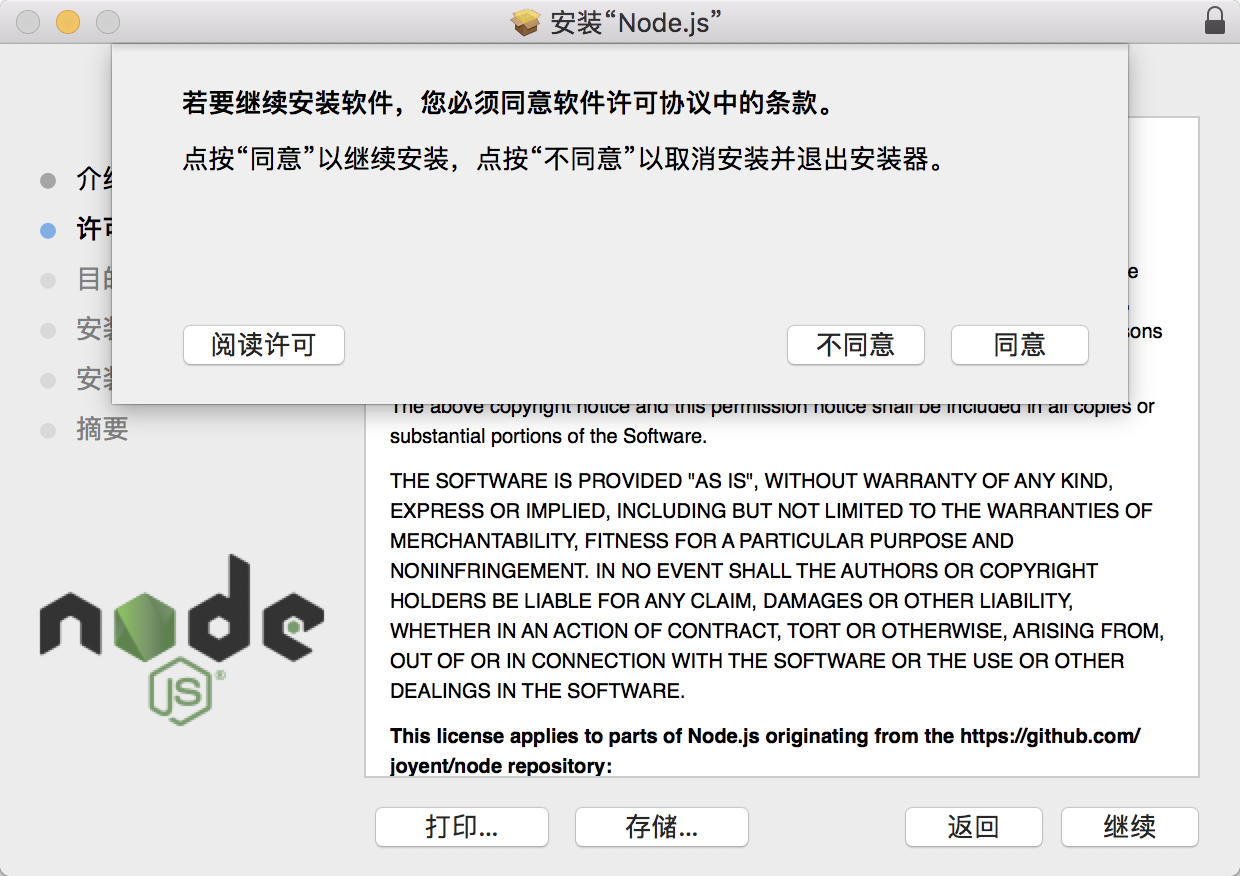 安装“Node.js”
若要继续安装软件，您必须同意软件许可协议中的条款。
点按“同意”以继续安装，点按“不同意”以取消安装并退出安装器。
阅读许可
不同意
同意
介
许
目
安
安
摘要
The above copyright notice and this permission notice shall be included in all copies or
substantial portions of the Software.
THE SOFTWARE IS PROVIDED "AS IS", WITHOUT WARRANTY OF ANY KIND,
EXPRESS OR IMPLIED, INCLUDING BUT NOT LIMITED TO THE WARRANTIES OF
MERCHANTABILITY, FITNESS FOR A PARTICULAR PURPOSE AND
NONINFRINGEMENT. IN NO EVENT SHALL THE AUTHORS OR COPYRIGHT
HOLDERS BE LIABLE FOR ANY CLAIM, DAMAGES OR OTHER LIABILITY,
WHETHER IN AN ACTION OF CONTRACT, TORT OR OTHERWISE, ARISING FROM,
OUT OF OR IN CONNECTION WITH THE SOFTWARE OR THE USE OR OTHER
DEALINGS IN THE SOFTWARE.
This license applies to parts of Node.js originating from the https://github.com/
joyent/node repository:
node
JS®
打印...
存储...
返回
继续